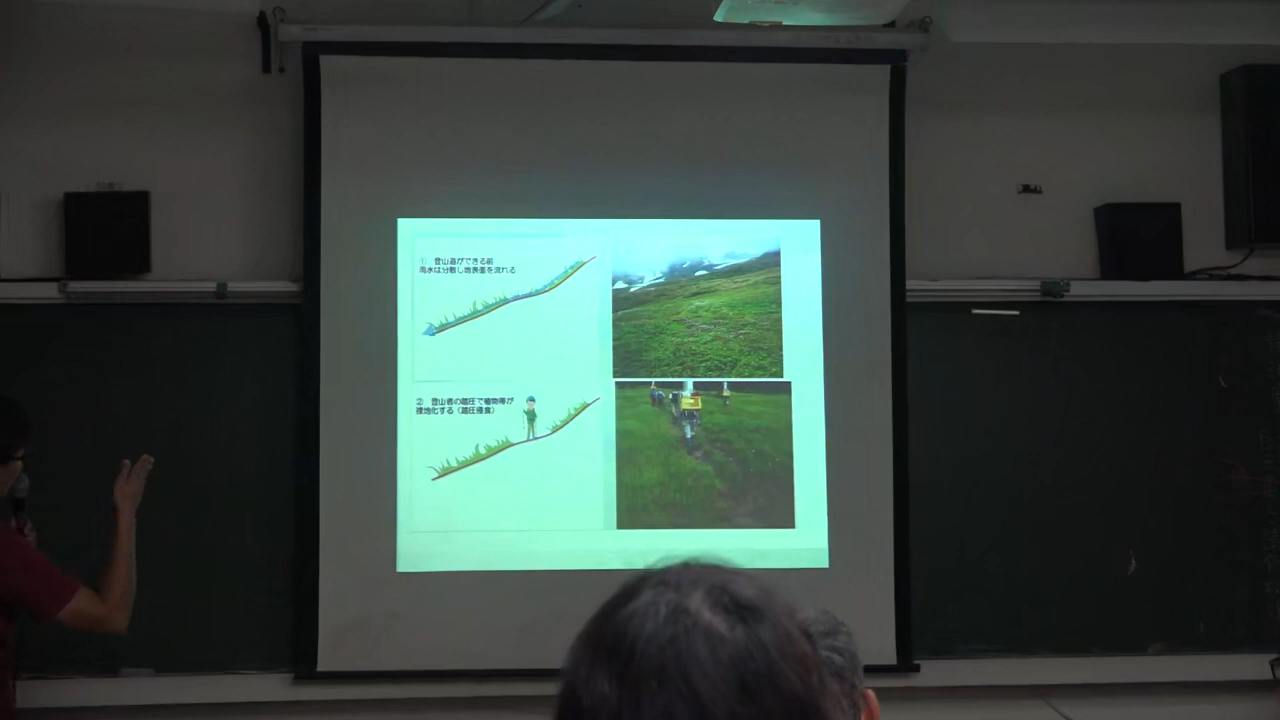 ① 登山道ができる前
雨水は分散し地表面を流れる
② 登山者の踏圧で植物等が
裸地化する（踏圧侵食）